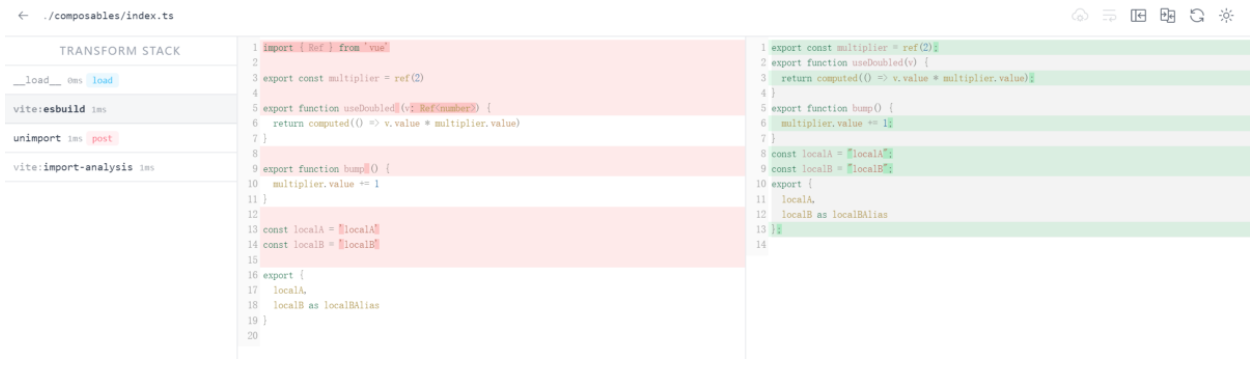 ./composables/index.ts
TRANSFORM STACK
__load__ 0ms load
vite:esbuild 1ms
unimport 1ms post
vite:import-analysis 1ms
1 import { Ref } from 'vue'
2
3 export const multiplier = ref(2)
4
5 export function useDoubled (v: Ref<number>) {
6 return computed(() => v.value * multiplier.value)
7 }
8
9 export function bump () {
10 multiplier.value += 1
11 }
12
13 const localA = 'localA'
14 const localB = 'localB'
15
16 export {
17 localA,
18 localB as localBAlias
19 }
20
1 export const multiplier = ref(2);
2 export function useDoubled(v) {
3 return computed(() => v.value * multiplier.value);
4 }
5 export function bump() {
6 multiplier.value += 1;
7 }
8 const localA = "localA";
9 const localB = "localB";
10 export {
11 localA,
12 localB as localBAlias
13 };
14